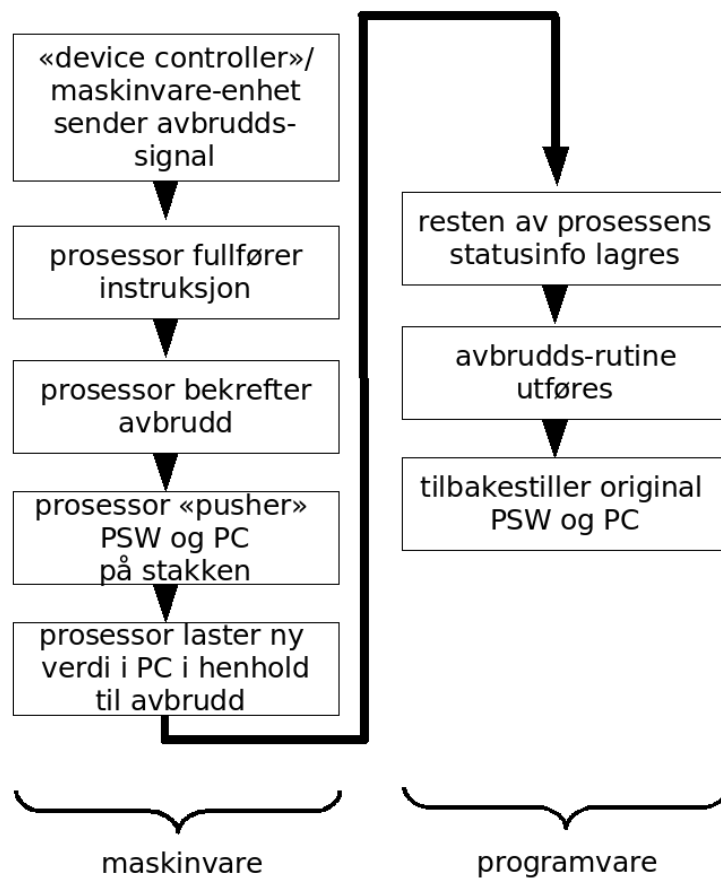 «device controller»/
maskinvare-enhet
sender avbrudds-
signal
prosessor fullfører
instruksjon
prosessor bekrefter
avbrudd
prosessor «pusher»
PSW og PC
på stakken
prosessor laster ny
verdi i PC i henhold
til avbrudd
maskinvare
resten av prosessens
statusinfo lagres
avbrudds-rutine
utføres
tilbakestiller original
PSW og PC
programvare